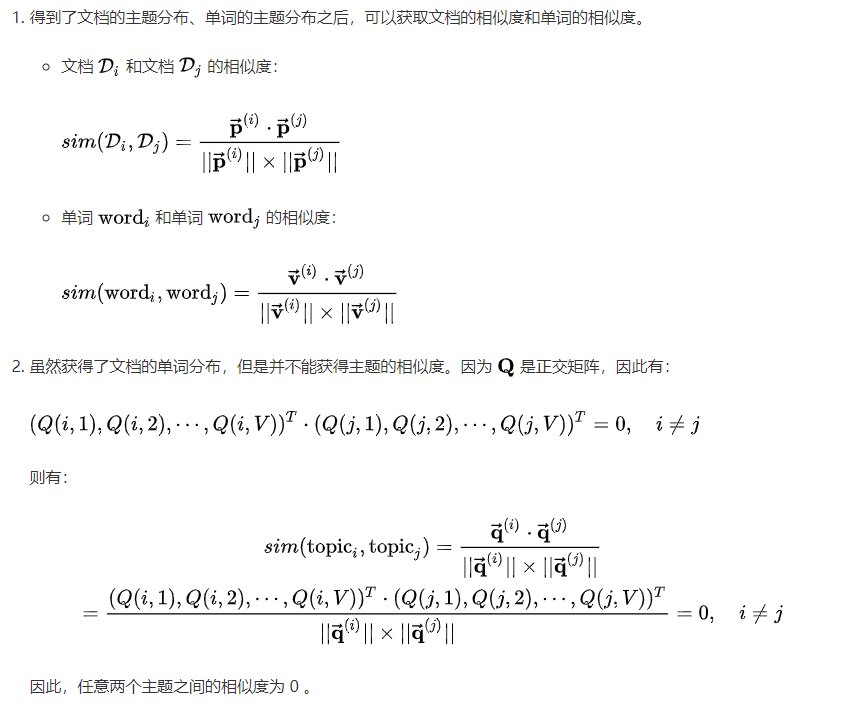 1. 得到了文档的主题分布、单词的主题分布之后，可以获取文档的相似度和单词的相似度。
○ 文档 $\mathcal{D}_i$ 和文档 $\mathcal{D}_j$ 的相似度：
$sim(\mathcal{D}_i, \mathcal{D}_j) = \frac{\vec{\mathbf{p}}^{(i)} \cdot \vec{\mathbf{p}}^{(j)}}{||\vec{\mathbf{p}}^{(i)}|| \times ||\vec{\mathbf{p}}^{(j)}||}$
○ 单词 $\text{word}_i$ 和单词 $\text{word}_j$ 的相似度：
$sim(\text{word}_i, \text{word}_j) = \frac{\vec{\mathbf{v}}^{(i)} \cdot \vec{\mathbf{v}}^{(j)}}{||\vec{\mathbf{v}}^{(i)}|| \times ||\vec{\mathbf{v}}^{(j)}||}$
2. 虽然获得了文档的单词分布，但是并不能获得主题的相似度。因为 $\mathbf{Q}$ 是正交矩阵，因此有：
$(Q(i,1), Q(i,2), \cdots, Q(i,V))^T \cdot (Q(j,1), Q(j,2), \cdots, Q(j,V))^T = 0, \quad i \neq j$
则有：
$sim(\text{topic}_i, \text{topic}_j) = \frac{\vec{\mathbf{q}}^{(i)} \cdot \vec{\mathbf{q}}^{(j)}}{||\vec{\mathbf{q}}^{(i)}|| \times ||\vec{\mathbf{q}}^{(j)}||}$
$= \frac{(Q(i,1), Q(i,2), \cdots, Q(i,V))^T \cdot (Q(j,1), Q(j,2), \cdots, Q(j,V))^T}{||\vec{\mathbf{q}}^{(i)}|| \times ||\vec{\mathbf{q}}^{(j)}||} = 0, \quad i \neq j$
因此，任意两个主题之间的相似度为 0 。